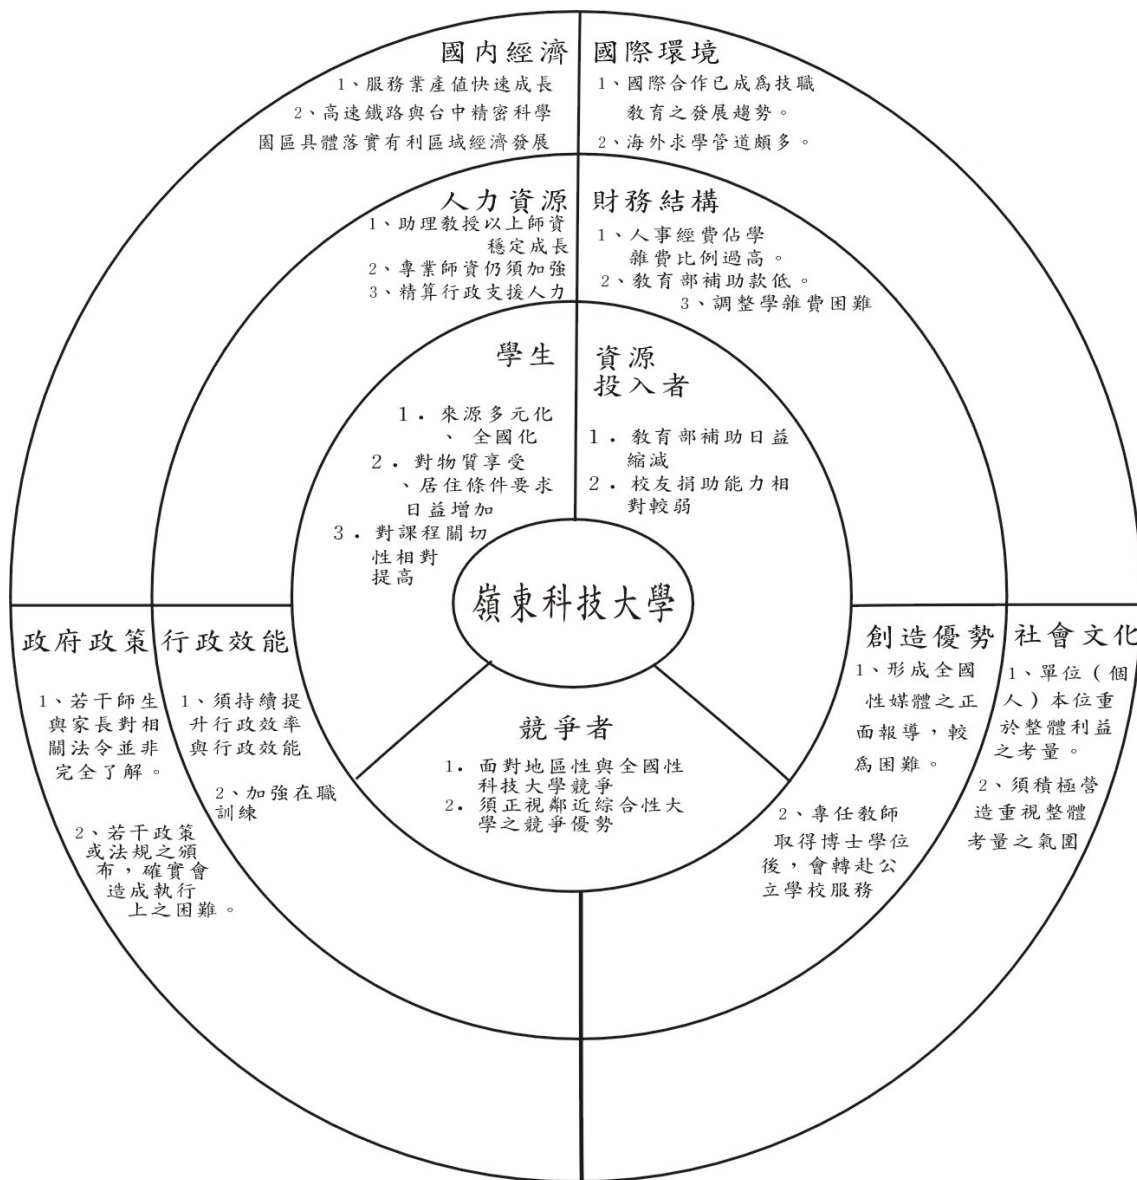 國內經濟
1、服務業產值快速成長
2、高速鐵路與台中精密科學
園區具體落實有利區域經濟發展
國際環境
1、國際合作已成為技職
教育之發展趨勢。
2、海外求學管道頗多。
人力資源
1、助理教授以上師資
穩定成長
2、專業師資仍須加強
3、精算行政支援人力
財務結構
1、人事經費佔學
雜費比例過高。
2、教育部補助款低。
3、調整學雜費困難
學生
1．來源多元化
、全國化
2．對物質享受
、居住條件要求
日益增加
3．對課程關切
性相對
提高
資源
投入者
1．教育部補助日益
縮減
2．校友捐助能力相
對較弱
嶺東科技大學
政府政策
1、若干師生
與家長對相
關法令並非
完全了解。
2、若干政策
或法規之頒
布，確實會
造成執行
上之困難。
行政效能
1、須持續提
升行政效率
與行政效能
2、加強在職
訓練
競爭者
1．面對地區性與全國性
科技大學競爭
2．須正視鄰近綜合性大
學之競爭優勢
創造優勢
1、形成全國
性媒體之正
面報導，較
為困難。
2、專任教師
取得博士學位
後，會轉赴公
立學校服務
社會文化
1、單位（個
人）本位重
於整體利益
之考量。
2、須積極營
造重視整體
考量之氣圍